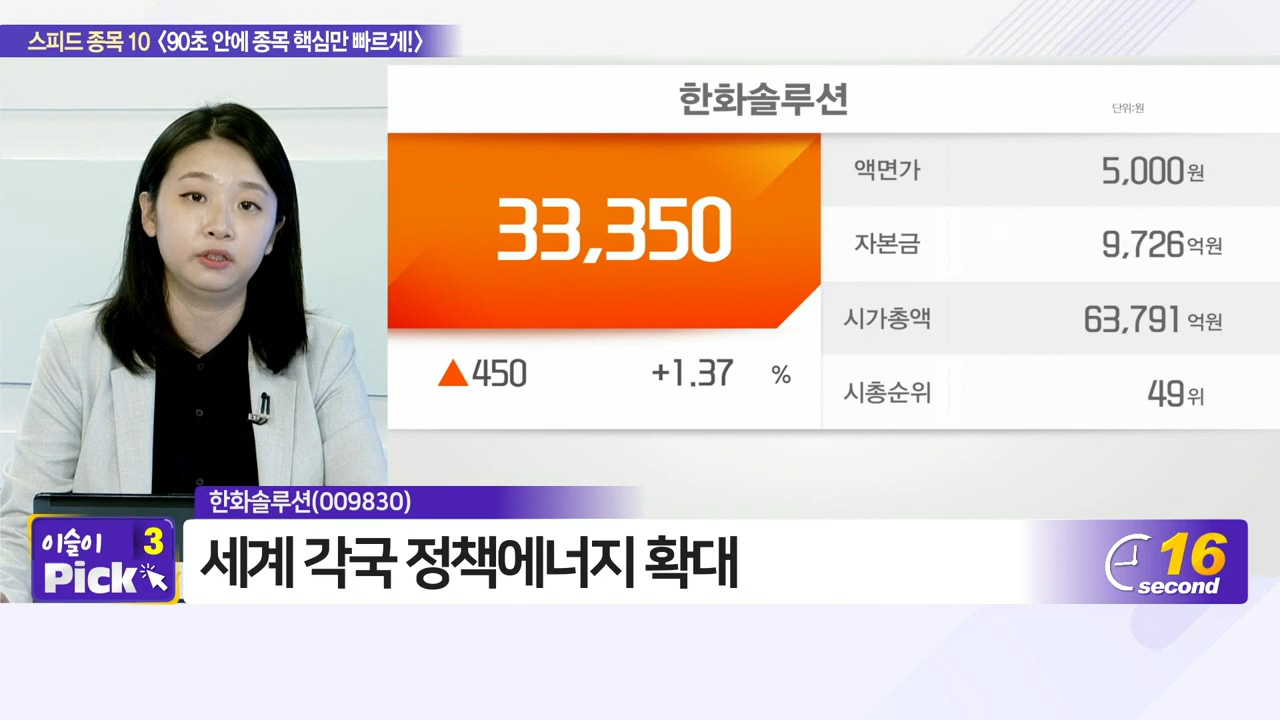 스피드 종목 10 〈90초 안에 종목 핵심만 빠르게!〉
한화솔루션
단위:원
33,350
▲450 +1.37 %
액면가 5,000원
자본금 9,726억원
시가총액 63,791억원
시총순위 49위
한화솔루션(009830)
이슬이 3
Pick
세계 각국 정책에너지 확대
16
second